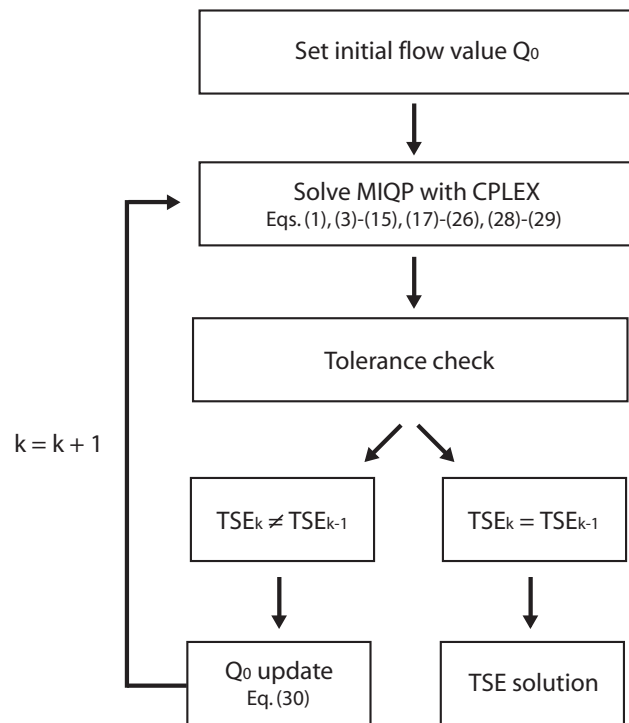 Set initial flow value Q₀
Solve MIQP with CPLEX
Eqs. (1), (3)-(15), (17)-(26), (28)-(29)
Tolerance check
k = k + 1
TSEₖ ≠ TSEₖ₋₁
TSEₖ = TSEₖ₋₁
Q₀ update
Eq. (30)
TSE solution